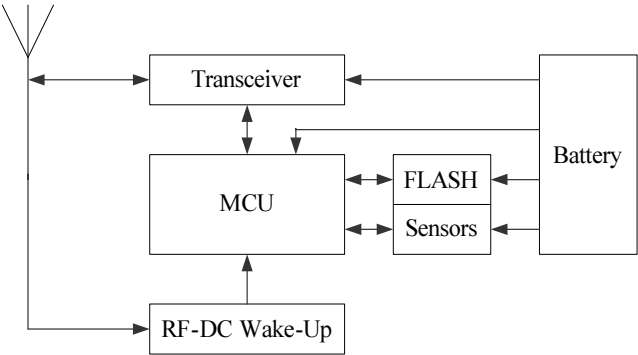 Transceiver
Battery
MCU
FLASH
Sensors
RF-DC Wake-Up